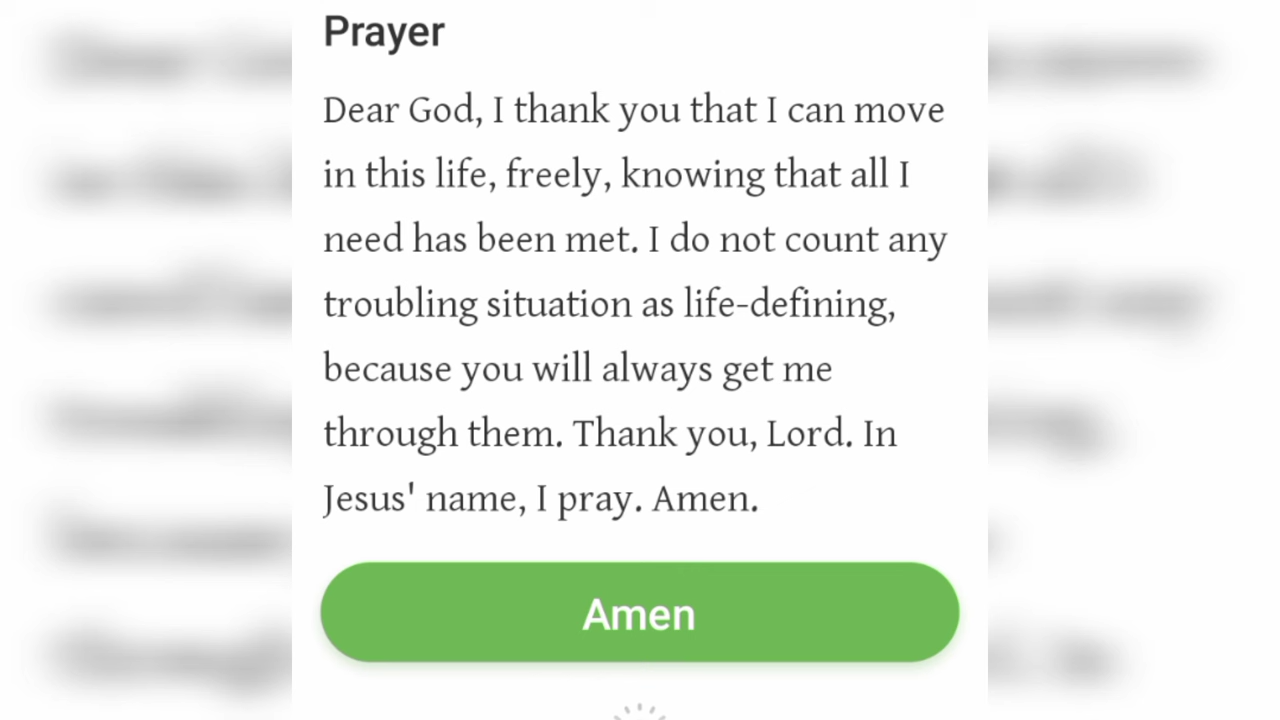 Prayer
Dear God, I thank you that I can move
in this life, freely, knowing that all I
need has been met. I do not count any
troubling situation as life-defining,
because you will always get me
through them. Thank you, Lord. In
Jesus' name, I pray. Amen.
Amen